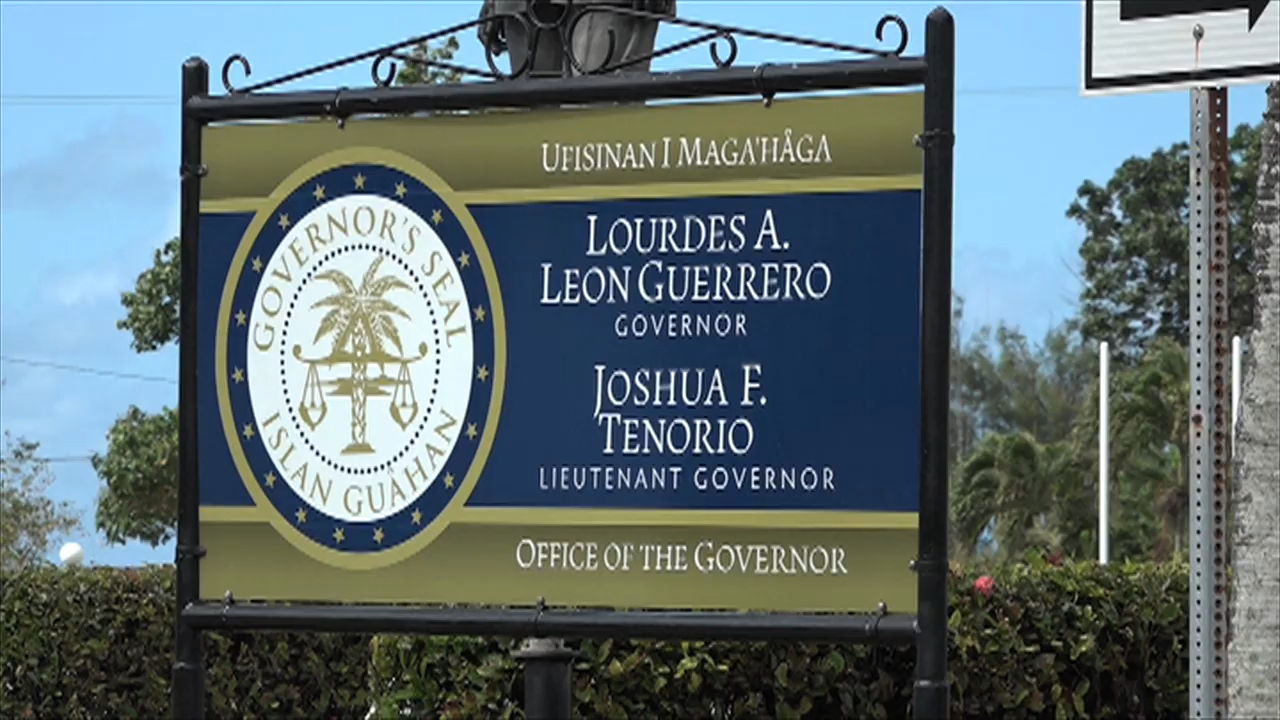 UFISINAN I MAGA'HÅGA
LOURDES A.
LEON GUERRERO
GOVERNOR
JOSHUA F.
TENORIO
LIEUTENANT GOVERNOR
OFFICE OF THE GOVERNOR
GOVERNOR'S SEAL
ISLAN GUÅHAN